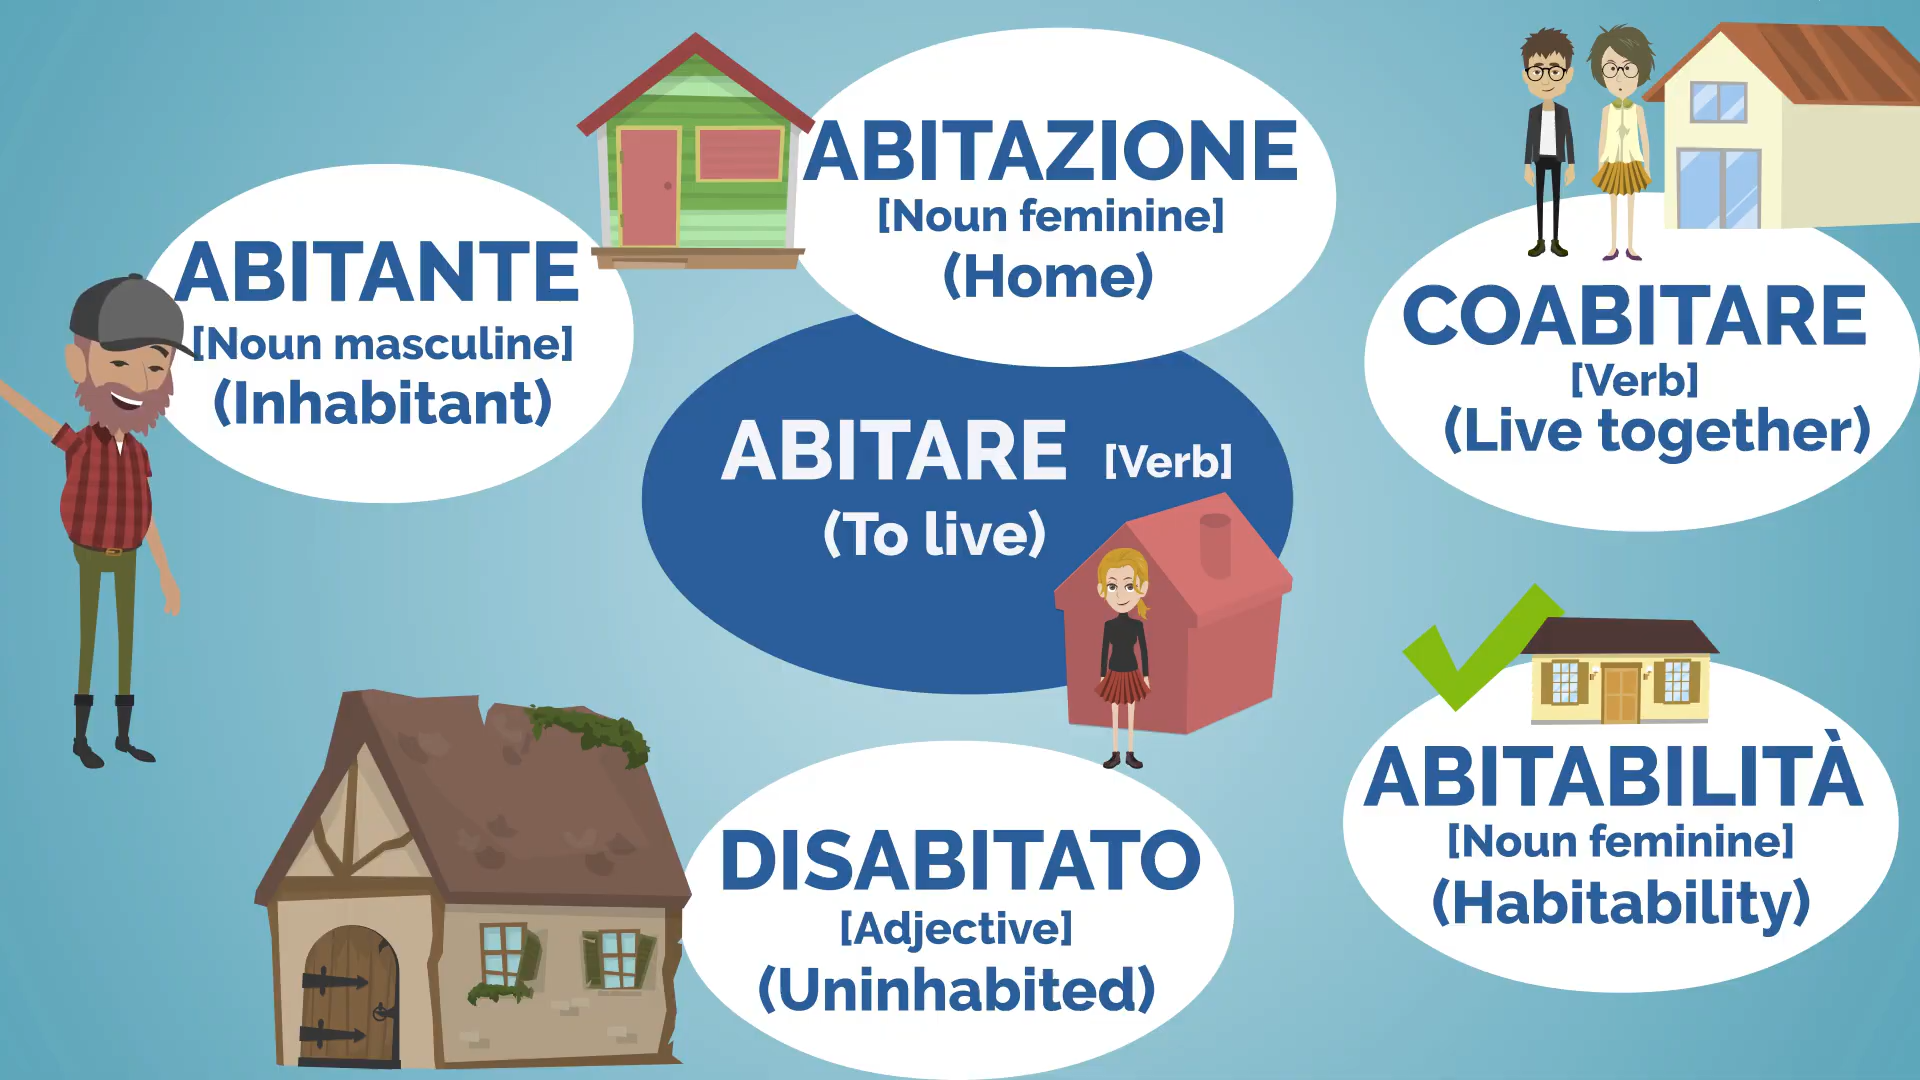 ABITAZIONE
[Noun feminine]
(Home)
ABITANTE
[Noun masculine]
(Inhabitant)
COABITARE
[Verb]
(Live together)
ABITARE [Verb]
(To live)
DISABITATO
[Adjective]
(Uninhabited)
ABITABILITÀ
[Noun feminine]
(Habitability)